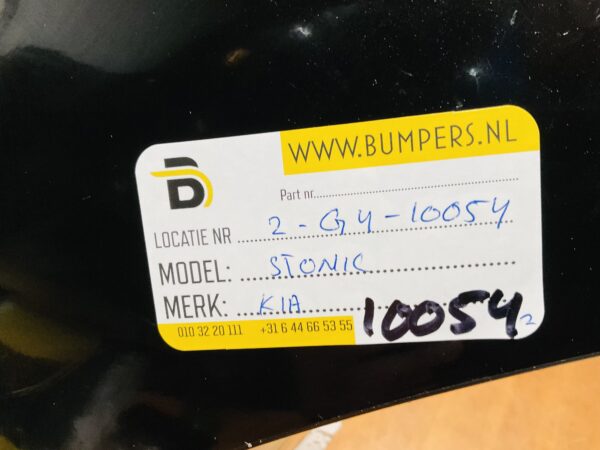 WWW.BUMPERS.NL
Part nr.
LOCATIE NR 2-G4-10054
MODEL: STONIC
MERK: KIA
010 32 20 111 +31 6 44 66 53 55
10054 2